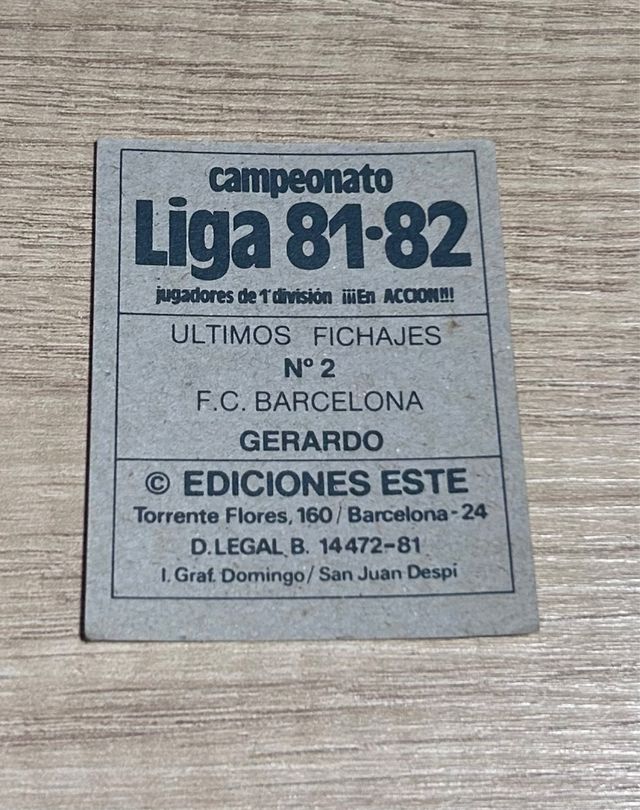 campeonato
Liga 81-82
jugadores de 1ª división ¡¡¡En ACCION!!!
ULTIMOS FICHAJES
Nº 2
F.C. BARCELONA
GERARDO
© EDICIONES ESTE
Torrente Flores, 160 / Barcelona - 24
D. LEGAL B. 14472-81
I. Graf. Domingo / San Juan Despí